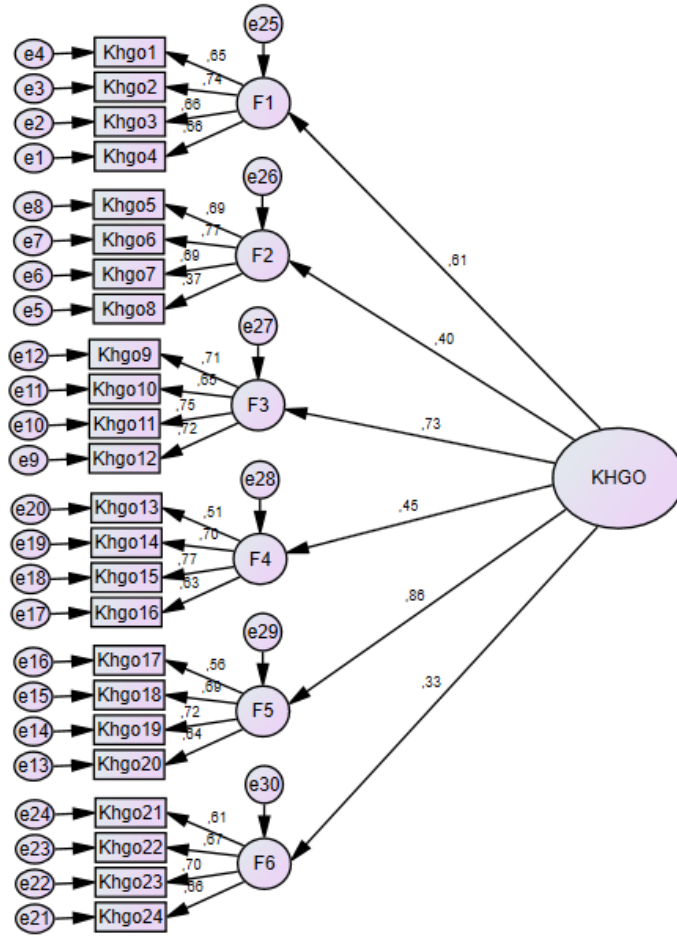 e25
e4 Khgo1 ,65
e3 Khgo2 ,74 F1
e2 Khgo3 ,66
e1 Khgo4 ,66
e26 ,61
e8 Khgo5 ,69
e7 Khgo6 ,77 F2
e6 Khgo7 ,69
e5 Khgo8 ,37
e27 ,40
e12 Khgo9 ,71
e11 Khgo10 ,65 F3
e10 Khgo11 ,75
e9 Khgo12 ,72 ,73
e28 KHGO
e20 Khgo13 ,51 ,45
e19 Khgo14 ,70 F4
e18 Khgo15 ,77
e17 Khgo16 ,63 ,86
e29
e16 Khgo17 ,56 ,33
e15 Khgo18 ,69 F5
e14 Khgo19 ,72
e13 Khgo20 ,64
e30
e24 Khgo21 ,61
e23 Khgo22 ,67 F6
e22 Khgo23 ,70
e21 Khgo24 ,66